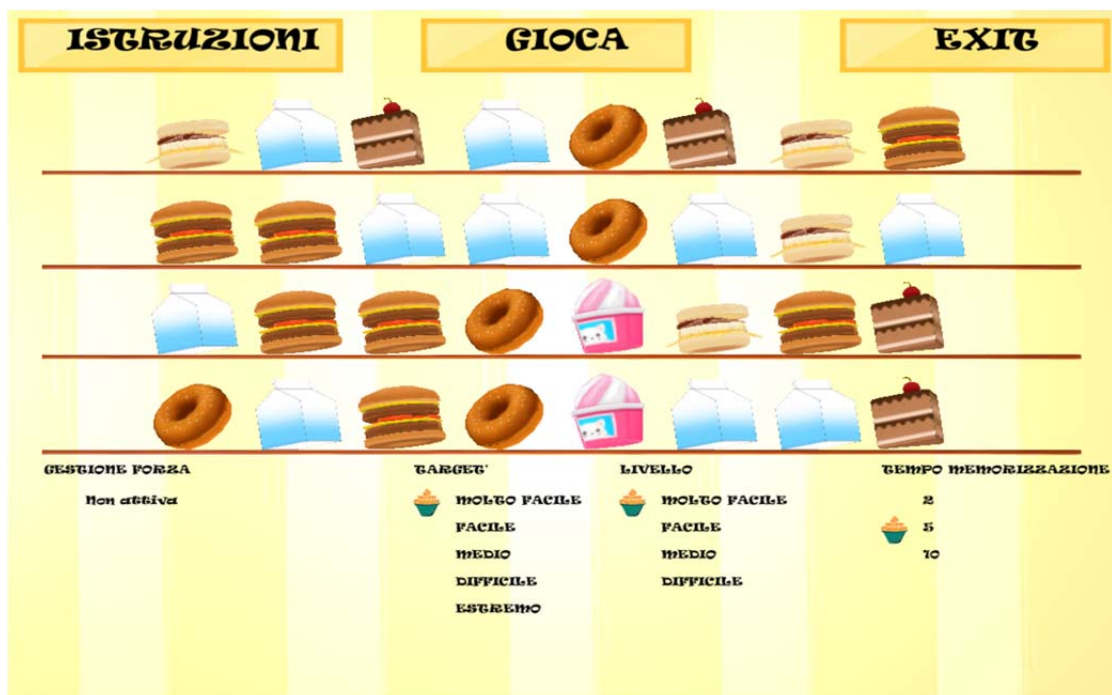 ISTRUZIONI GIOCA EXIT
GESTIONE FORZA TARGET' LIVELLO TEMPO MEMORIZZAZIONE
Non attiva MOLTO FACILE MOLTO FACILE 2
FACILE FACILE 5
MEDIO MEDIO 10
DIFFICILE DIFFICILE
ESTREMO